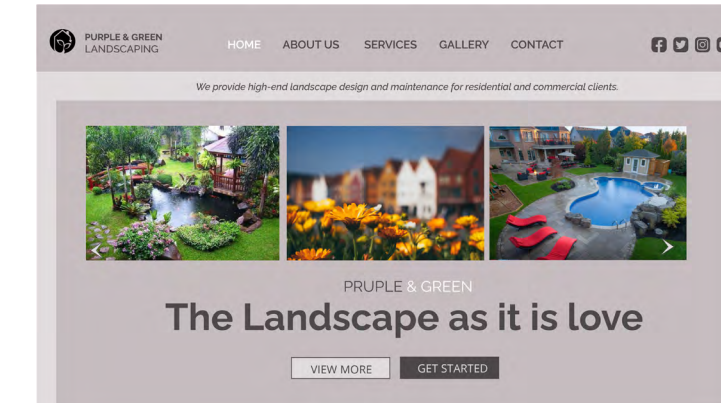 PURPLE & GREEN
LANDSCAPING
HOME ABOUT US SERVICES GALLERY CONTACT
We provide high-end landscape design and maintenance for residential and commercial clients.
PRUPLE & GREEN
The Landscape as it is love
VIEW MORE GET STARTED